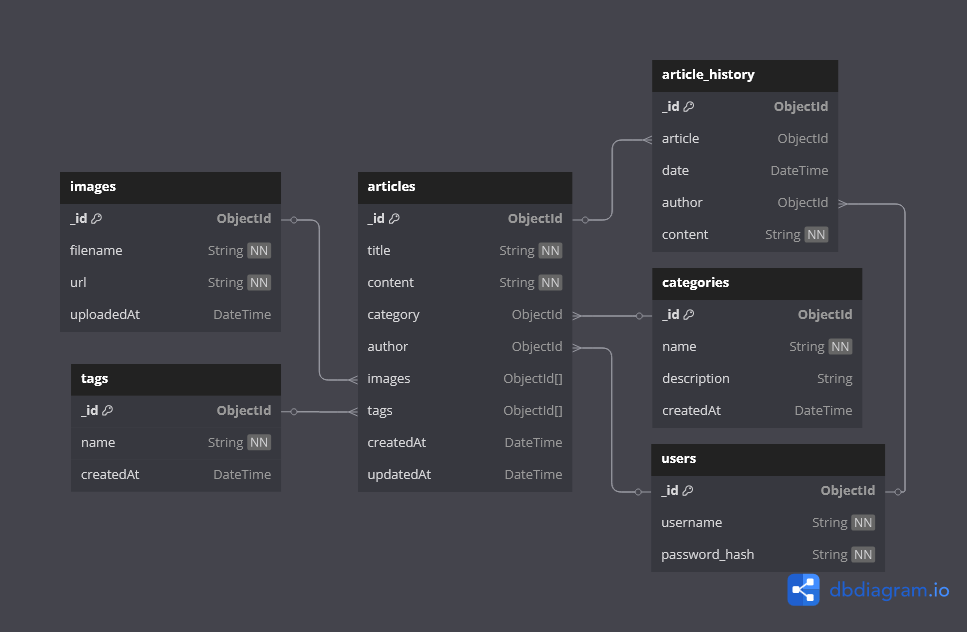 images
_id ObjectId
filename String NN
url String NN
uploadedAt DateTime
tags
_id ObjectId
name String NN
createdAt DateTime
articles
_id ObjectId
title String NN
content String NN
category ObjectId
author ObjectId
images ObjectId[]
tags ObjectId[]
createdAt DateTime
updatedAt DateTime
article_history
_id ObjectId
article ObjectId
date DateTime
author ObjectId
content String NN
categories
_id ObjectId
name String NN
description String
createdAt DateTime
users
_id ObjectId
username String NN
password_hash String NN
dbdiagram.io